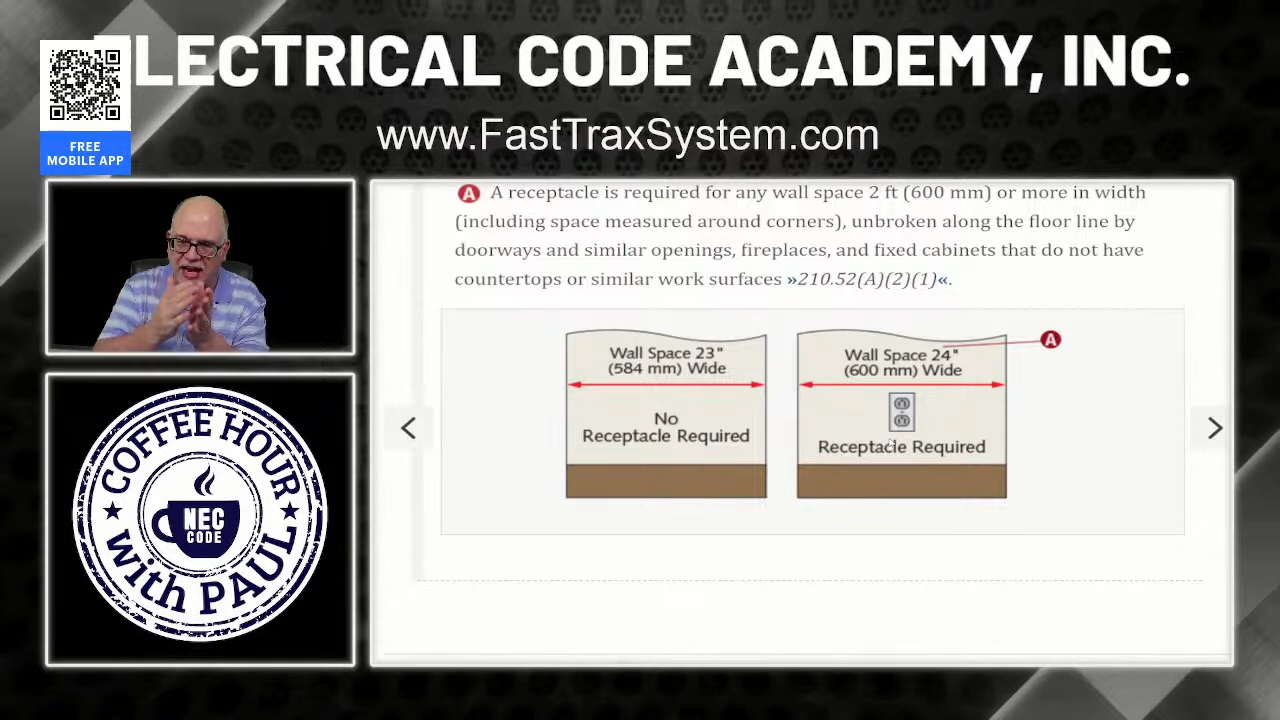 ELECTRICAL CODE ACADEMY, INC.
www.FastTraxSystem.com
FREE
MOBILE APP
A A receptacle is required for any wall space 2 ft (600 mm) or more in width
(including space measured around corners), unbroken along the floor line by
doorways and similar openings, fireplaces, and fixed cabinets that do not have
countertops or similar work surfaces »210.52(A)(2)(1)«.
Wall Space 23"
(584 mm) Wide
No
Receptacle Required
Wall Space 24"
(600 mm) Wide
A
Receptacle Required
COFFEE HOUR
NEC
CODE
with PAUL